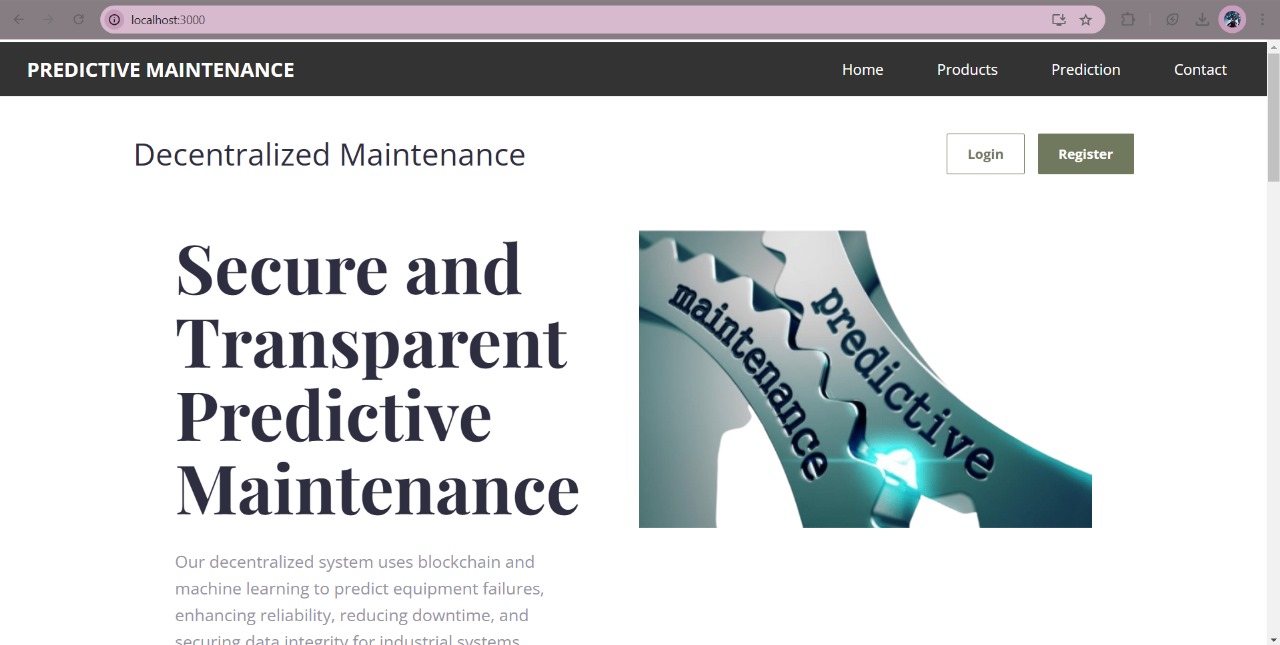 localhost:3000
PREDICTIVE MAINTENANCE
Home Products Prediction Contact
Decentralized Maintenance
Login Register
Secure and
Transparent
Predictive
Maintenance
maintenance
predictive
Our decentralized system uses blockchain and
machine learning to predict equipment failures,
enhancing reliability, reducing downtime, and
securing data integrity for industrial systems